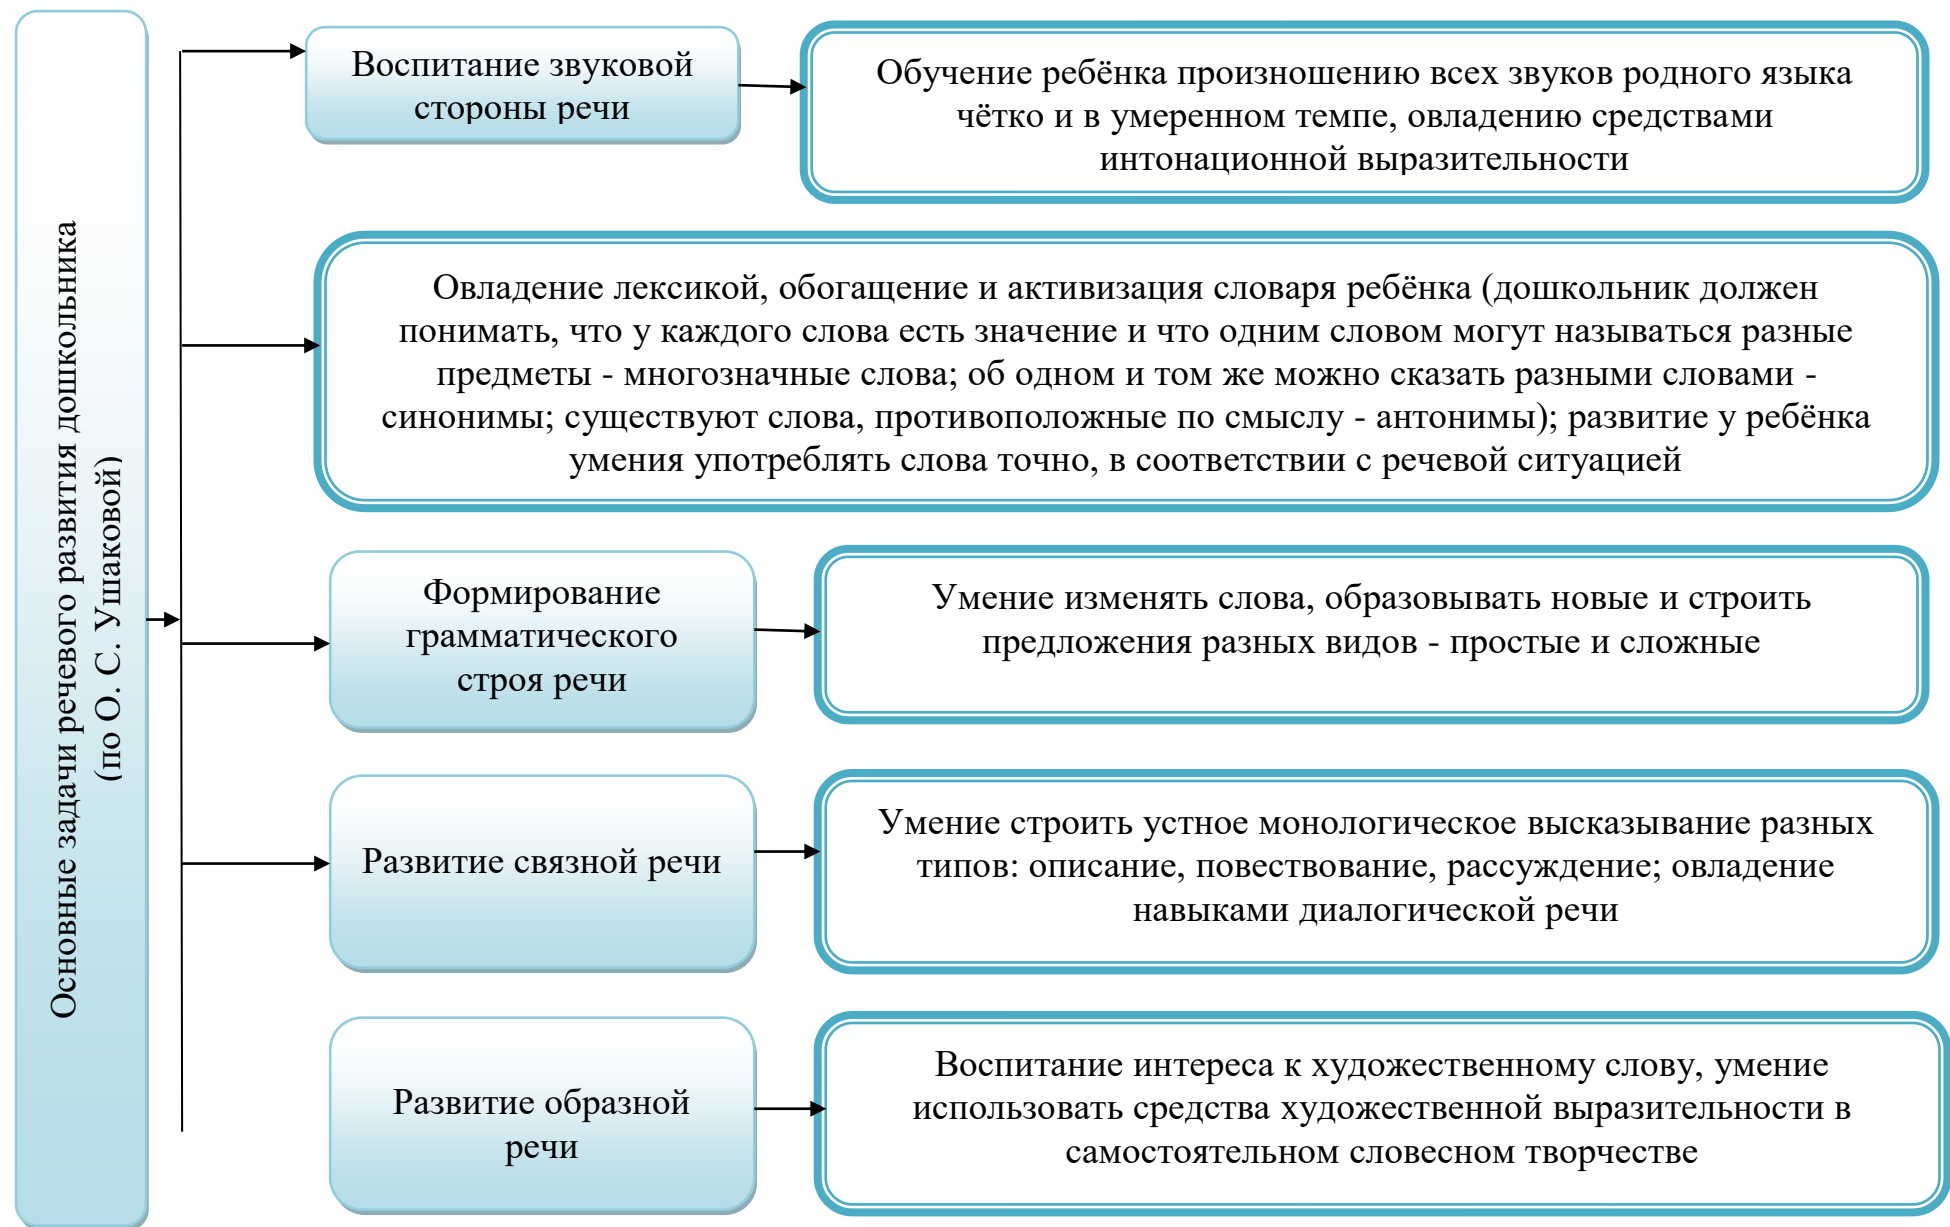 Основные задачи речевого развития дошкольника
(по О. С. Ушаковой)
Воспитание звуковой
стороны речи
Обучение ребёнка произношению всех звуков родного языка
чётко и в умеренном темпе, овладению средствами
интонационной выразительности
Овладение лексикой, обогащение и активизация словаря ребёнка (дошкольник должен
понимать, что у каждого слова есть значение и что одним словом могут называться разные
предметы - многозначные слова; об одном и том же можно сказать разными словами -
синонимы; существуют слова, противоположные по смыслу - антонимы); развитие у ребёнка
умения употреблять слова точно, в соответствии с речевой ситуацией
Формирование
грамматического
строя речи
Умение изменять слова, образовывать новые и строить
предложения разных видов - простые и сложные
Развитие связной речи
Умение строить устное монологическое высказывание разных
типов: описание, повествование, рассуждение; овладение
навыками диалогической речи
Развитие образной
речи
Воспитание интереса к художественному слову, умение
использовать средства художественной выразительности в
самостоятельном словесном творчестве